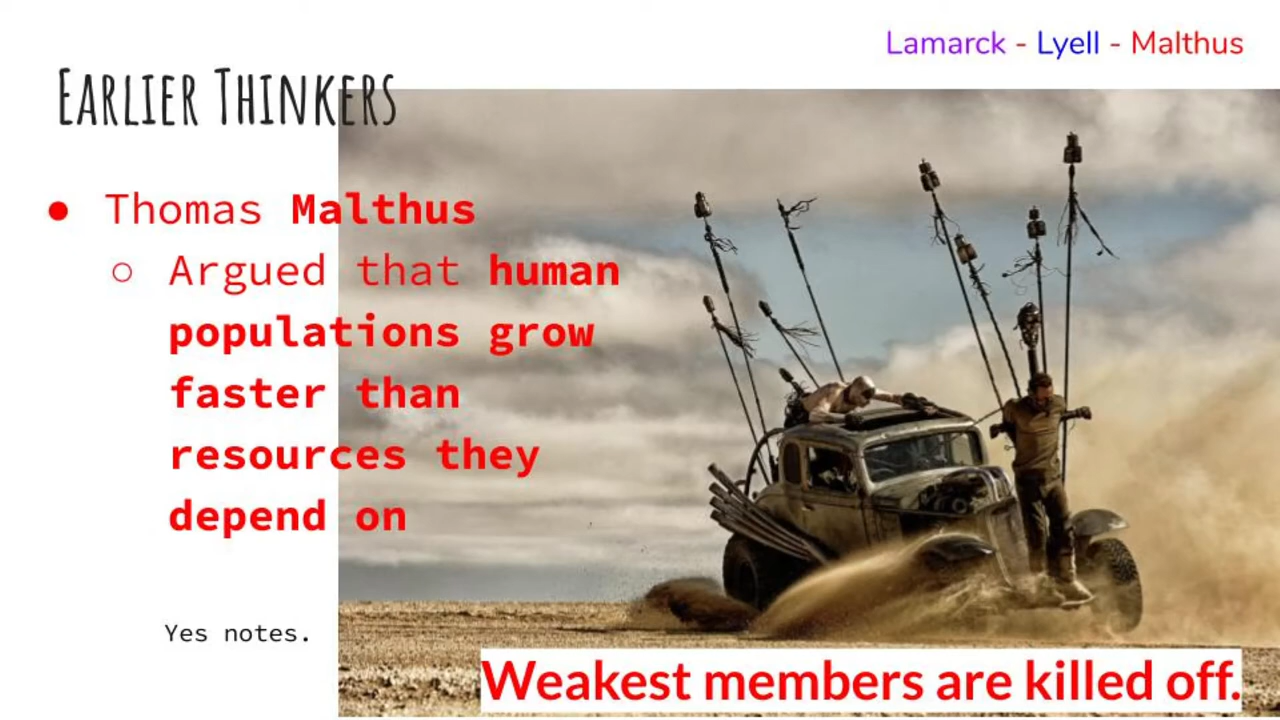 Lamarck - Lyell - Malthus
Earlier Thinkers
● Thomas Malthus
○ Argued that human
populations grow
faster than
resources they
depend on
Yes notes.
Weakest members are killed off.